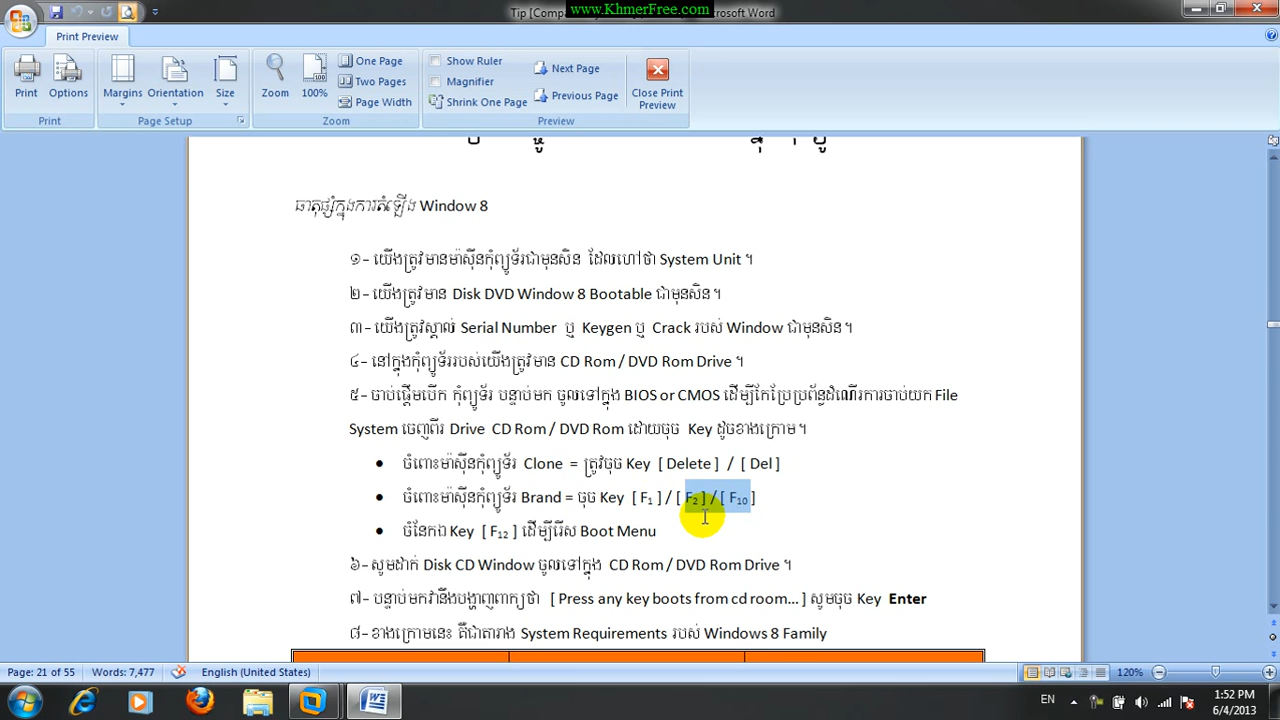 www.KhmerFree.com
Tip [Compa
rosoft Word
Print Preview
Print
Options
Margins
Orientation
Size
Zoom
100%
One Page
Two Pages
Page Width
Show Ruler
Magnifier
Shrink One Page
Next Page
Previous Page
Close Print
Preview
Print
Page Setup
Zoom
Preview
ធាតុផ្សំក្នុងការតំឡើង Window 8
១- យើងត្រូវមានម៉ាស៊ីនកុំព្យូទ័រជាមុនសិន ដែលហៅថា System Unit ។
២- យើងត្រូវមាន Disk DVD Window 8 Bootable ជាមុនសិន។
៣- យើងត្រូវស្គាល់ Serial Number ឬ Keygen ឬ Crack របស់ Window ជាមុនសិន។
៤- នៅក្នុងកុំព្យូទ័ររបស់យើងត្រូវមាន CD Rom / DVD Rom Drive ។
៥- ចាប់ផ្តើមបើក កុំព្យូទ័រ បន្ទាប់មក ចូលទៅក្នុង BIOS or CMOS ដើម្បីកែប្រែប្រព័ន្ធដំណើរការចាប់យក File
System ចេញពីរ Drive CD Rom / DVD Rom ដោយចុច Key ដូចខាងក្រោម។
• ចំពោះម៉ាស៊ីនកុំព្យូទ័រ Clone = ត្រូវចុច Key [ Delete ] / [ Del ]
• ចំពោះម៉ាស៊ីនកុំព្យូទ័រ Brand = ចុច Key [ F1 ] / [ F2 ] / [ F10 ]
• ចំនែកឯ Key [ F12 ] ដើម្បីរើស Boot Menu
៦- សូមដាក់ Disk CD Window ចូលទៅក្នុង CD Rom / DVD Rom Drive ។
៧- បន្ទាប់មកវានឹងបង្ហាញពាក្យថា [ Press any key boots from cd room... ] សូមចុច Key Enter
៨- ខាងក្រោមនេះ គឺជាតារាង System Requirements របស់ Windows 8 Family
Page: 21 of 55
Words: 7,477
English (United States)
120%
EN
1:52 PM
6/4/2013